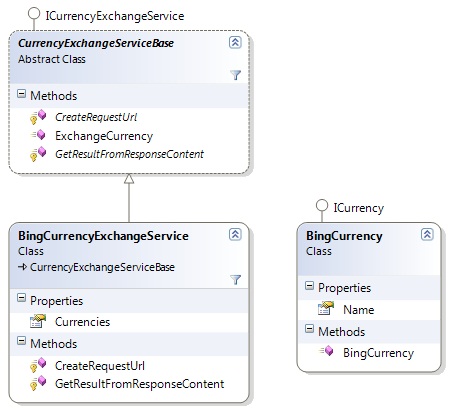 ICurrencyExchangeService
CurrencyExchangeServiceBase
Abstract Class
Methods
CreateRequestUrl
ExchangeCurrency
GetResultFromResponseContent
BingCurrencyExchangeService
Class
CurrencyExchangeServiceBase
Properties
Currencies
Methods
CreateRequestUrl
GetResultFromResponseContent
ICurrency
BingCurrency
Class
Properties
Name
Methods
BingCurrency